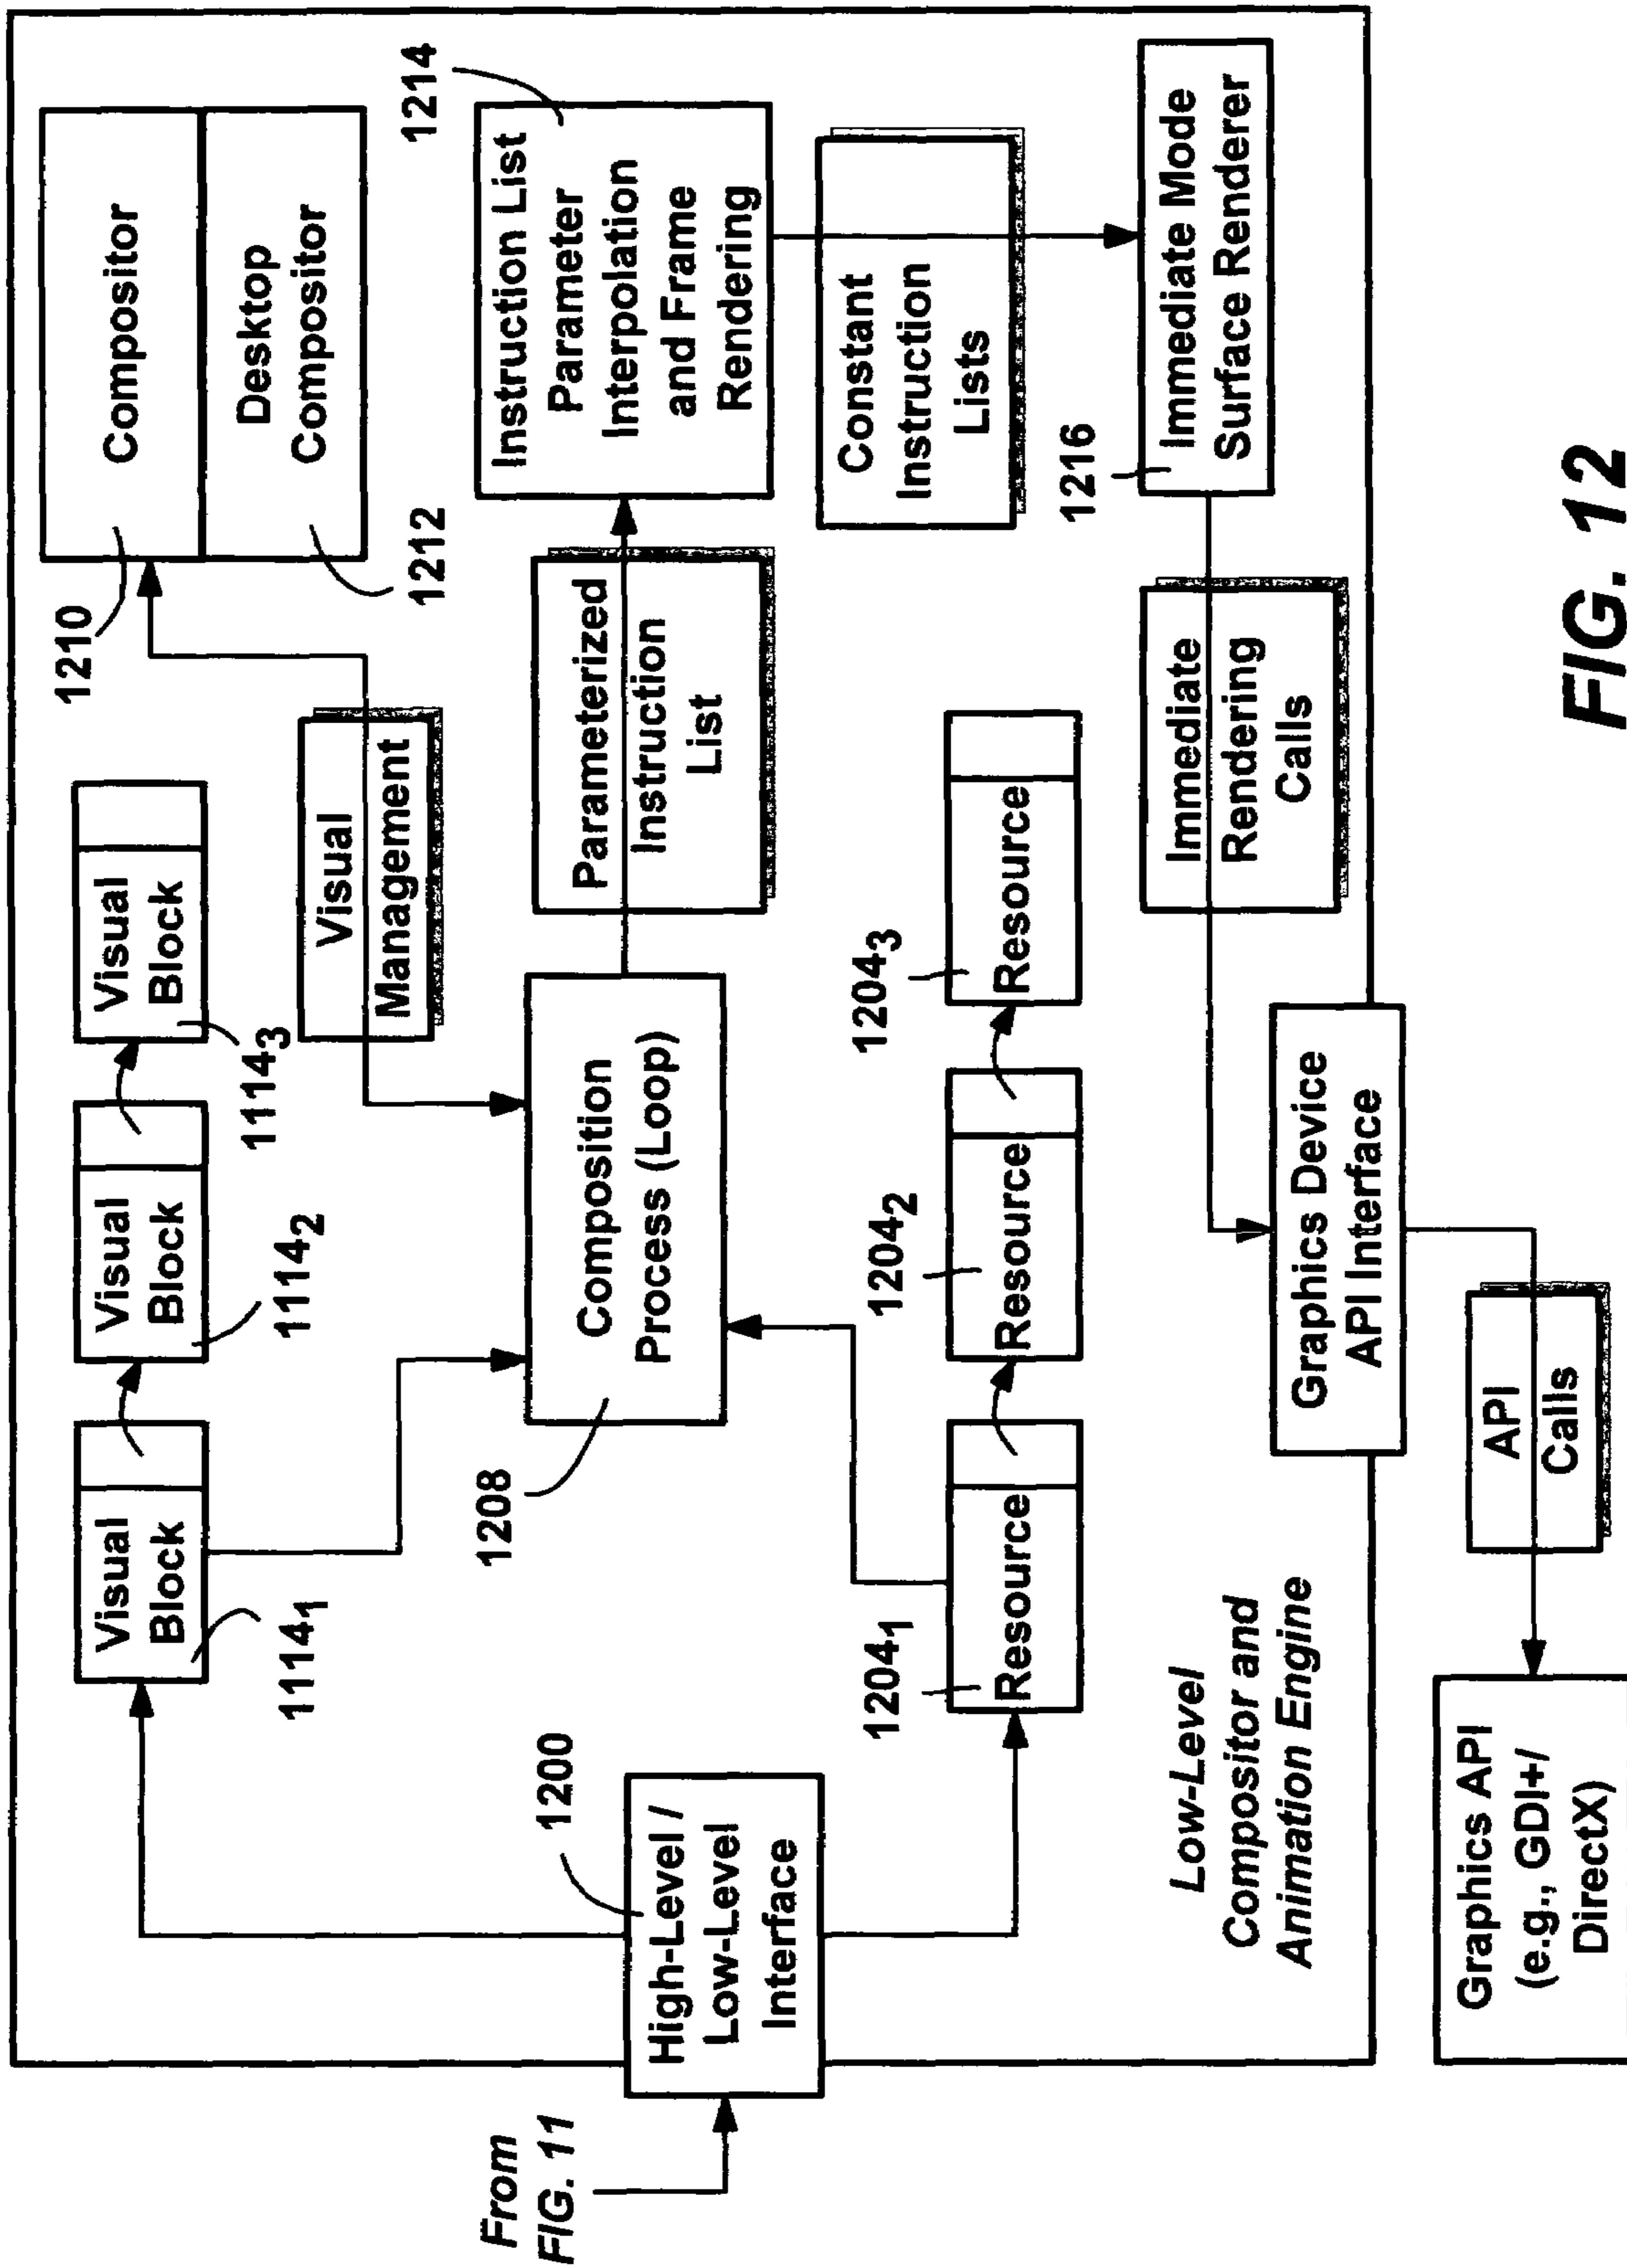 From
FIG. 11
High-Level /
Low-Level
Interface
1200
Visual
Block
1114₁
Visual
Block
1114₂
Visual
Block
1114₃
Visual
Management
1210
Compositor
Desktop
Compositor
1212
1208
Composition
Process (Loop)
Parameterized
Instruction
List
Instruction List
Parameter
Interpolation
and Frame
Rendering
1214
Constant
Instruction
Lists
1204₁
Resource
1204₂
Resource
1204₃
Resource
1216
Immediate Mode
Surface Renderer
Immediate
Rendering
Calls
Graphics Device
API Interface
Low-Level
Compositor and
Animation Engine
API
Calls
Graphics API
(e.g., GDI+/
DirectX)
FIG. 12